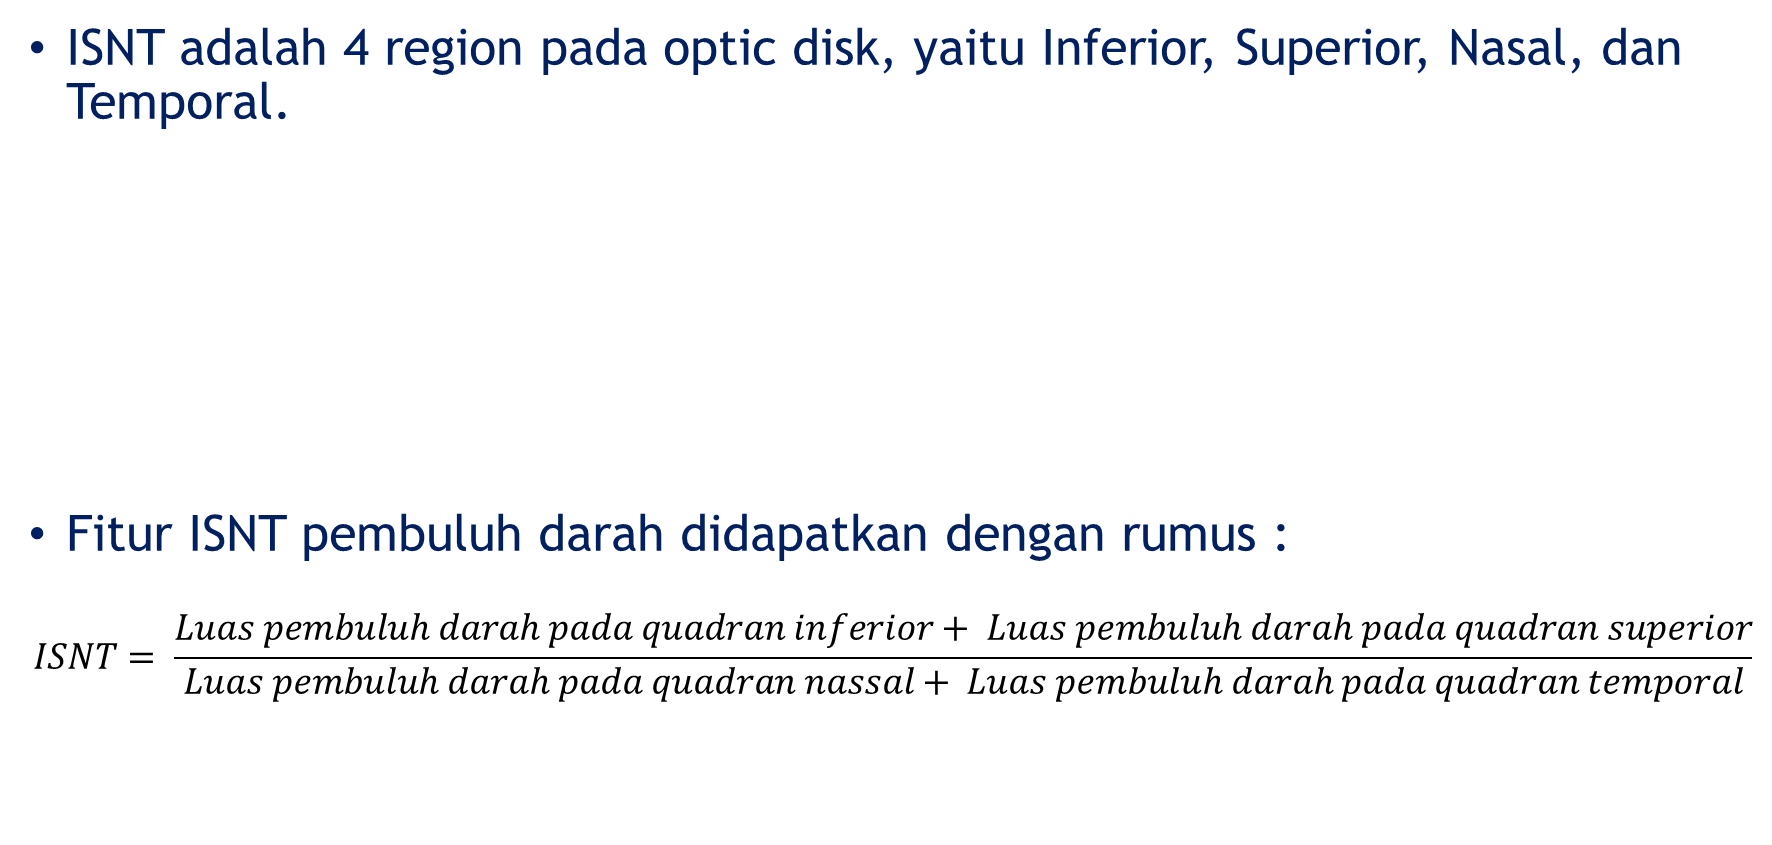 • ISNT adalah 4 region pada optic disk, yaitu Inferior, Superior, Nasal, dan
Temporal.
• Fitur ISNT pembuluh darah didapatkan dengan rumus :
Luas pembuluh darah pada quadran inferior + Luas pembuluh darah pada quadran superior
ISNT =
Luas pembuluh darah pada quadran nassal + Luas pembuluh darah pada quadran temporal